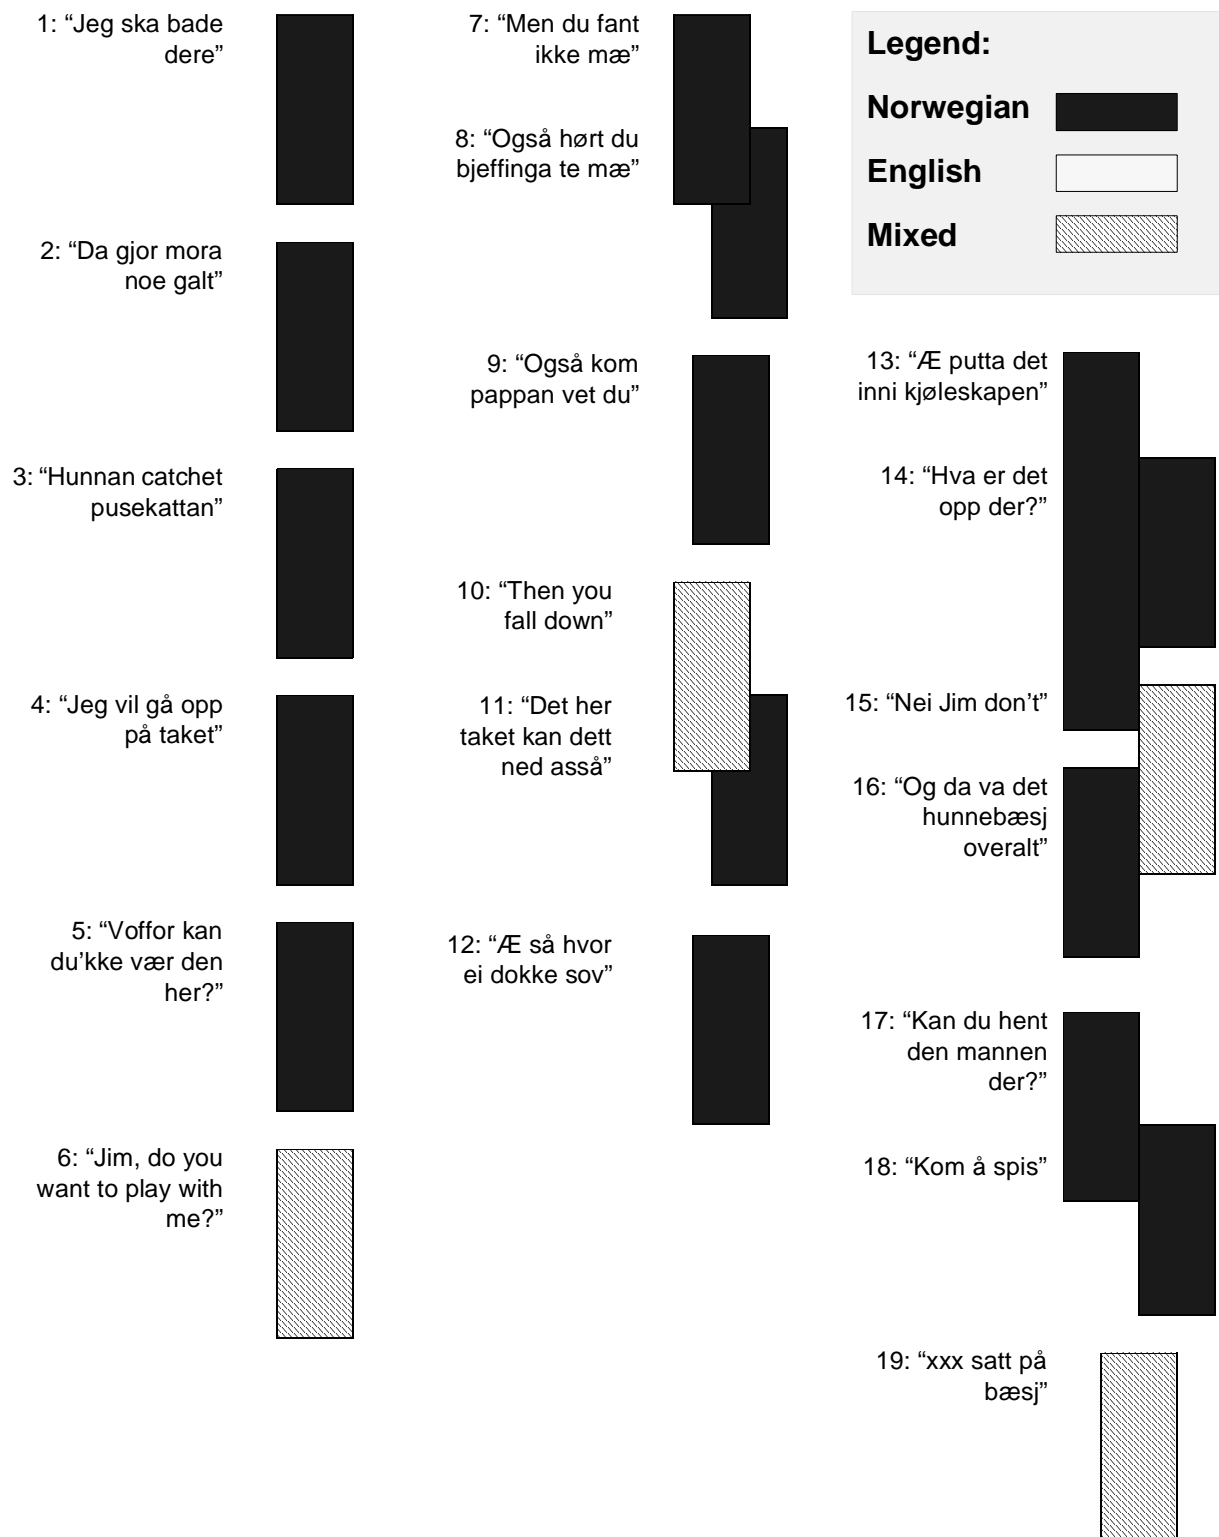 1: “Jeg ska bade
dere”
2: “Da gjor mora
noe galt”
3: “Hunnan catchet
pusekattan”
4: “Jeg vil gå opp
på taket”
5: “Voffor kan
du’kke vær den
her?”
6: “Jim, do you
want to play with
me?”
7: “Men du fant
ikke mæ”
8: “Også hørt du
bjeffinga te mæ”
9: “Også kom
pappan vet du”
10: “Then you
fall down”
11: “Det her
taket kan dett
ned asså”
12: “Æ så hvor
ei dokke sov”
Legend:
Norwegian
English
Mixed
13: “Æ putta det
inni kjøleskapen”
14: “Hva er det
opp der?”
15: “Nei Jim don’t”
16: “Og da va det
hunnebæsj
overalt”
17: “Kan du hent
den mannen
der?”
18: “Kom å spis”
19: “xxx satt på
bæsj”